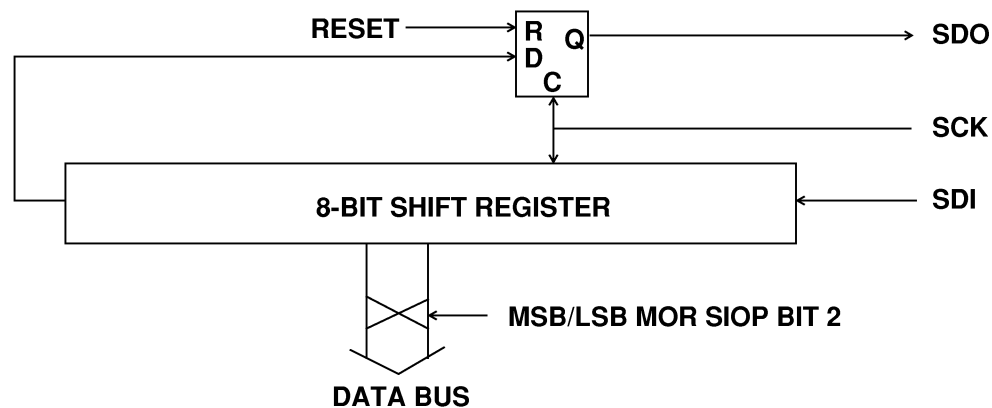 RESET
R
Q
D
C
SDO
SCK
8-BIT SHIFT REGISTER
SDI
MSB/LSB MOR SIOP BIT 2
DATA BUS